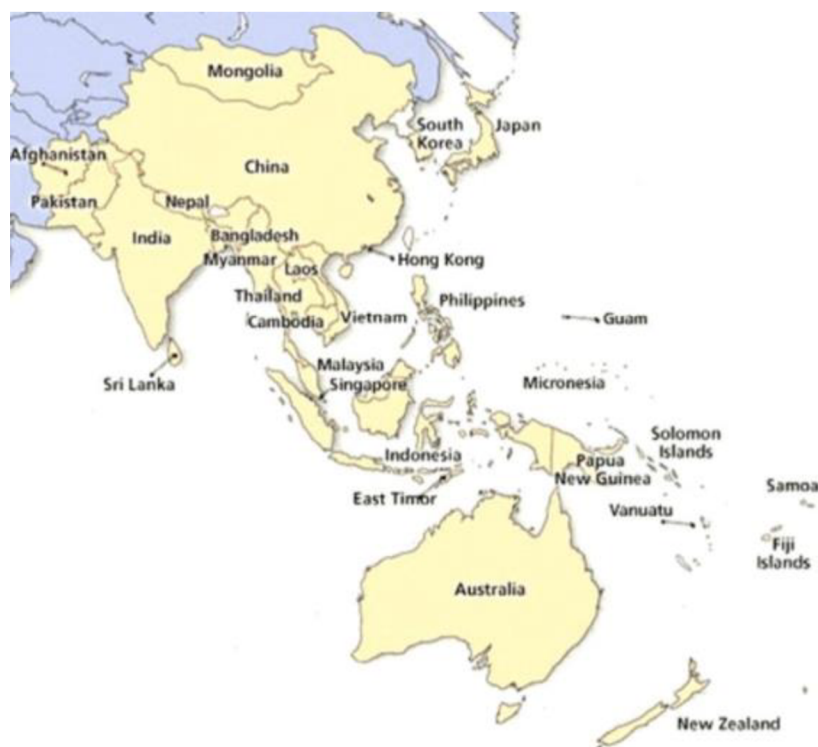 Mongolia
South
Korea
Japan
Afghanistan
China
Pakistan
Nepal
India
Bangladesh
Myanmar
Laos
Hong Kong
Thailand
Philippines
Cambodia
Vietnam
Guam
Malaysia
Sri Lanka
Singapore
Micronesia
Solomon
Islands
Indonesia
Papua
New Guinea
East Timor
Samoa
Vanuatu
Fiji
Islands
Australia
New Zealand